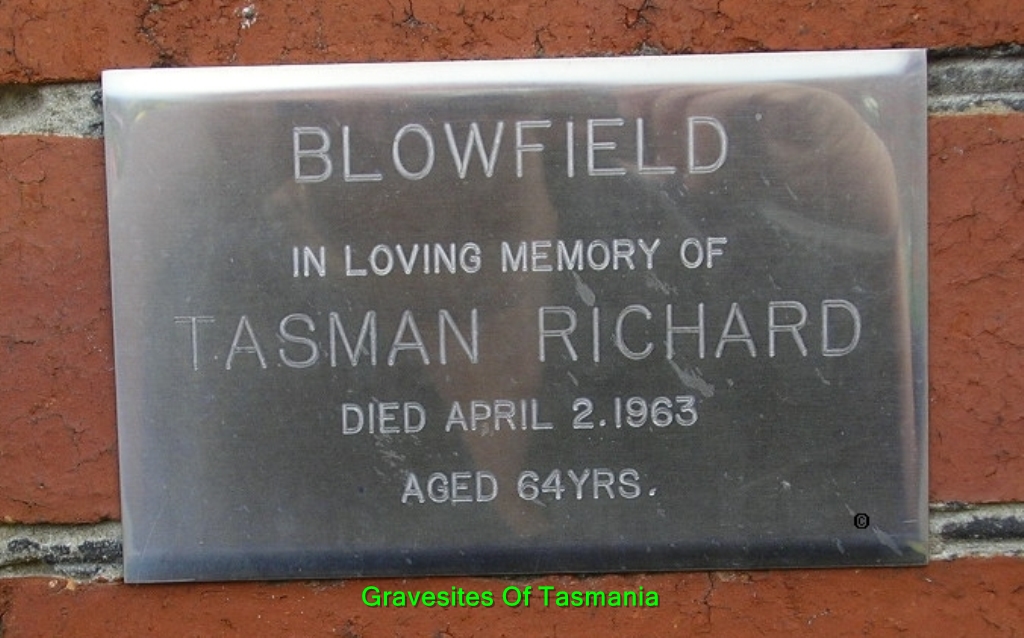 BLOWFIELD
IN LOVING MEMORY OF
TASMAN RICHARD
DIED APRIL 2.1963
AGED 64YRS.
©
Gravesites Of Tasmania